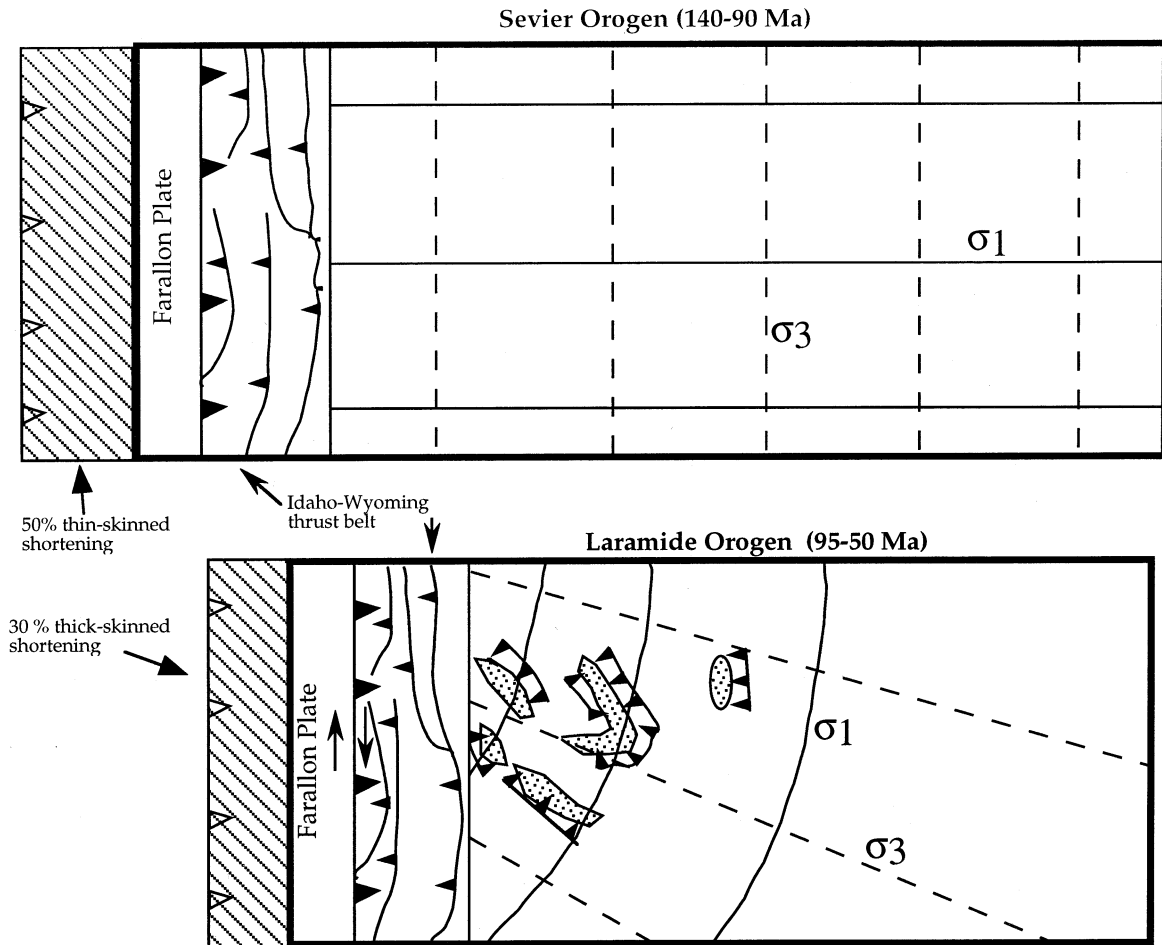 Sevier Orogen (140-90 Ma)
Farallon Plate
σ1
σ3
50% thin-skinned
shortening
Idaho-Wyoming
thrust belt
Laramide Orogen (95-50 Ma)
30 % thick-skinned
shortening
Farallon Plate
σ1
σ3